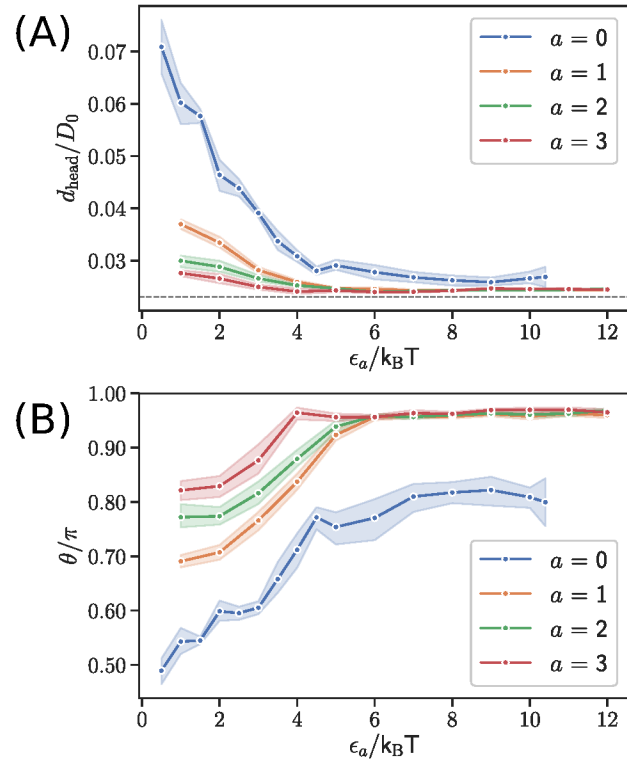 (A)
0.07
0.06
0.05
0.04
0.03
d_head/D_0
a = 0
a = 1
a = 2
a = 3
0 2 4 6 8 10 12
ϵ_a/k_BT
(B)
1.00
0.90
0.80
0.70
0.60
0.50
θ/π
a = 0
a = 1
a = 2
a = 3
0 2 4 6 8 10 12
ϵ_a/k_BT